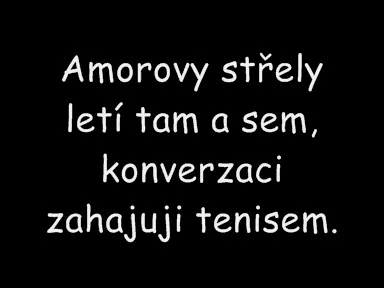 Amorovy střely
letí tam a sem,
konverzaci
zahajuji tenisem.